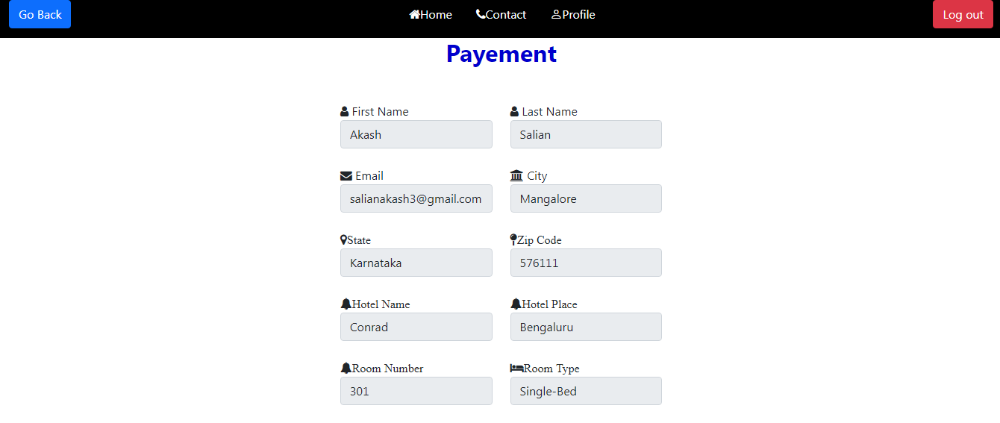 Go Back Home Contact Profile Log out
Payement
First Name Last Name
Akash Salian
Email City
salianakash3@gmail.com Mangalore
State Zip Code
Karnataka 576111
Hotel Name Hotel Place
Conrad Bengaluru
Room Number Room Type
301 Single-Bed